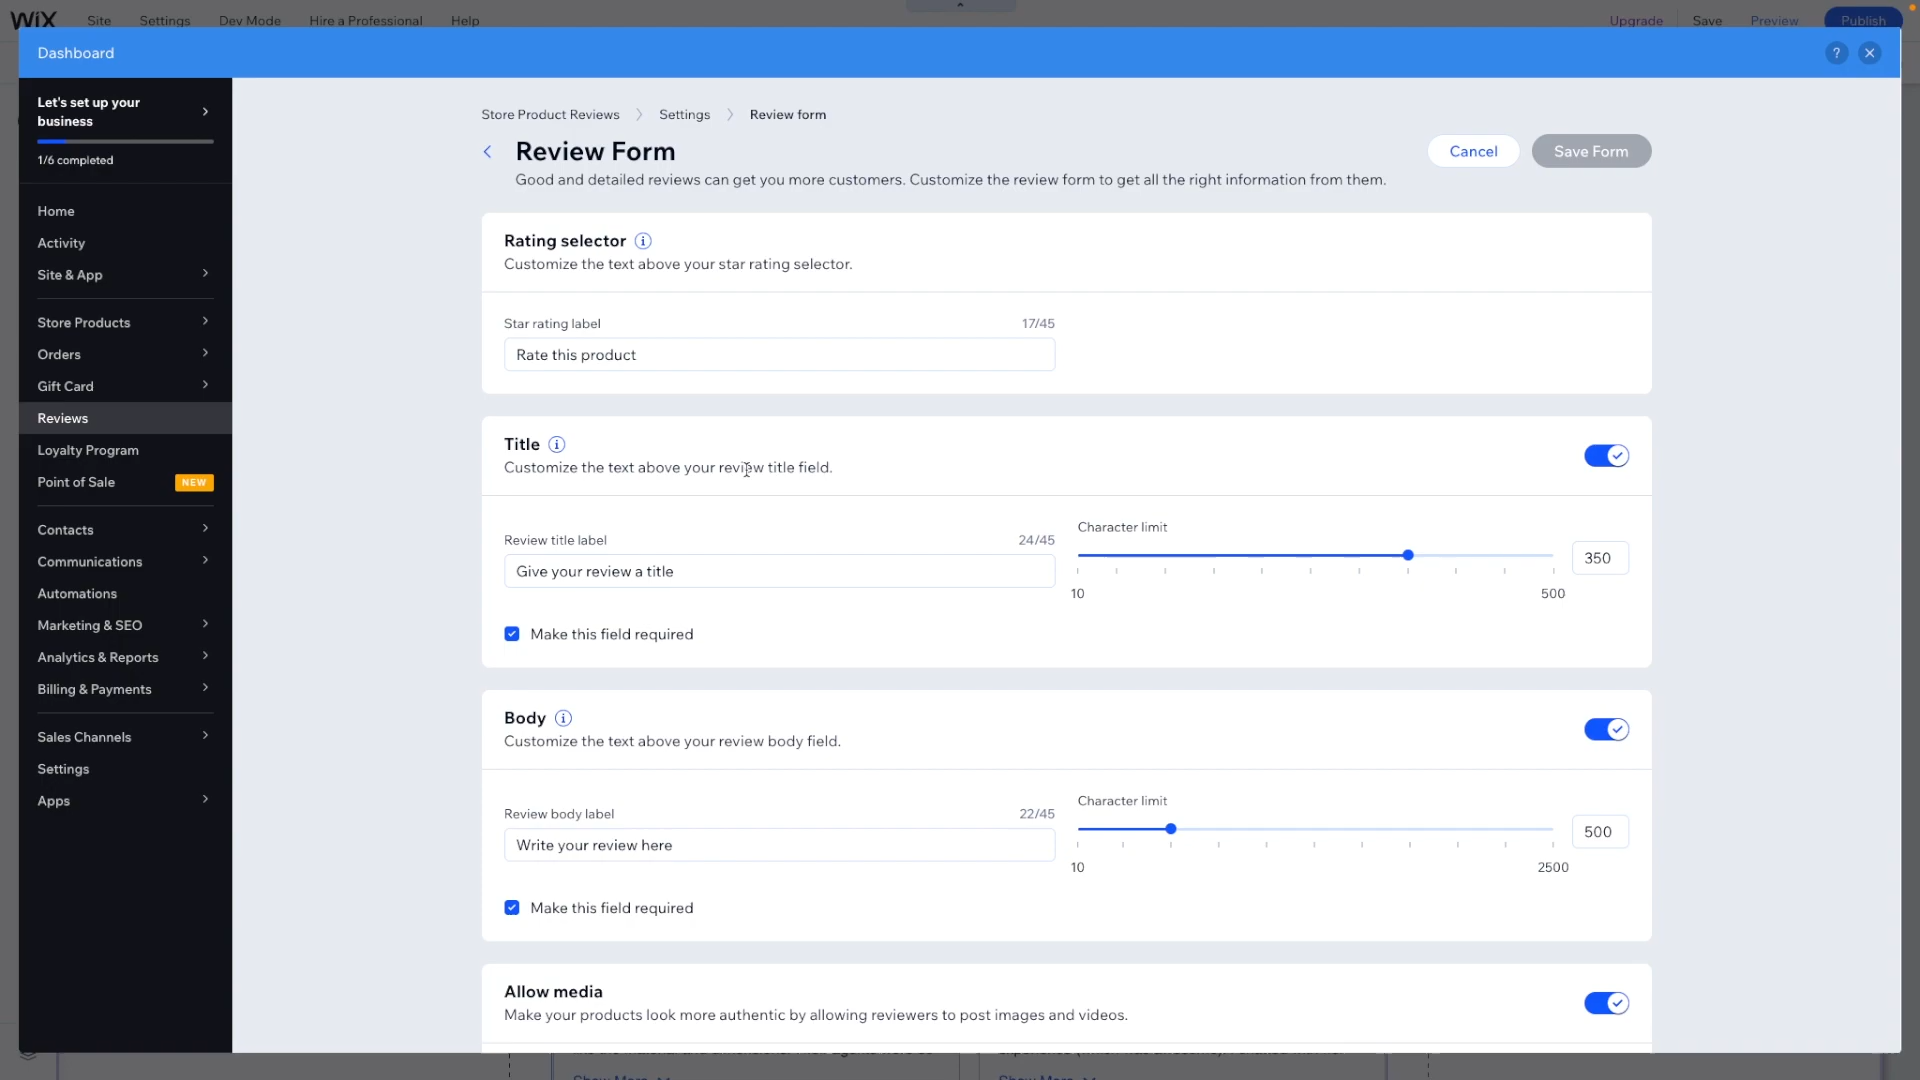 WiX Site Settings Dev Mode Hire a Professional Help Upgrade Save Preview Publish
Dashboard ?
Let's set up your
business
1/6 completed
Home
Activity
Site & App
Store Products
Orders
Gift Card
Reviews
Loyalty Program
Point of Sale NEW
Contacts
Communications
Automations
Marketing & SEO
Analytics & Reports
Billing & Payments
Sales Channels
Settings
Apps
Store Product Reviews Settings Review form
Review Form
Cancel Save Form
Good and detailed reviews can get you more customers. Customize the review form to get all the right information from them.
Rating selector
Customize the text above your star rating selector.
Star rating label 17/45
Rate this product
Title
Customize the text above your review title field.
Review title label 24/45
Give your review a title
Character limit
350
10 500
Make this field required
Body
Customize the text above your review body field.
Review body label 22/45
Write your review here
Character limit
500
10 2500
Make this field required
Allow media
Make your products look more authentic by allowing reviewers to post images and videos.
Show More Show More